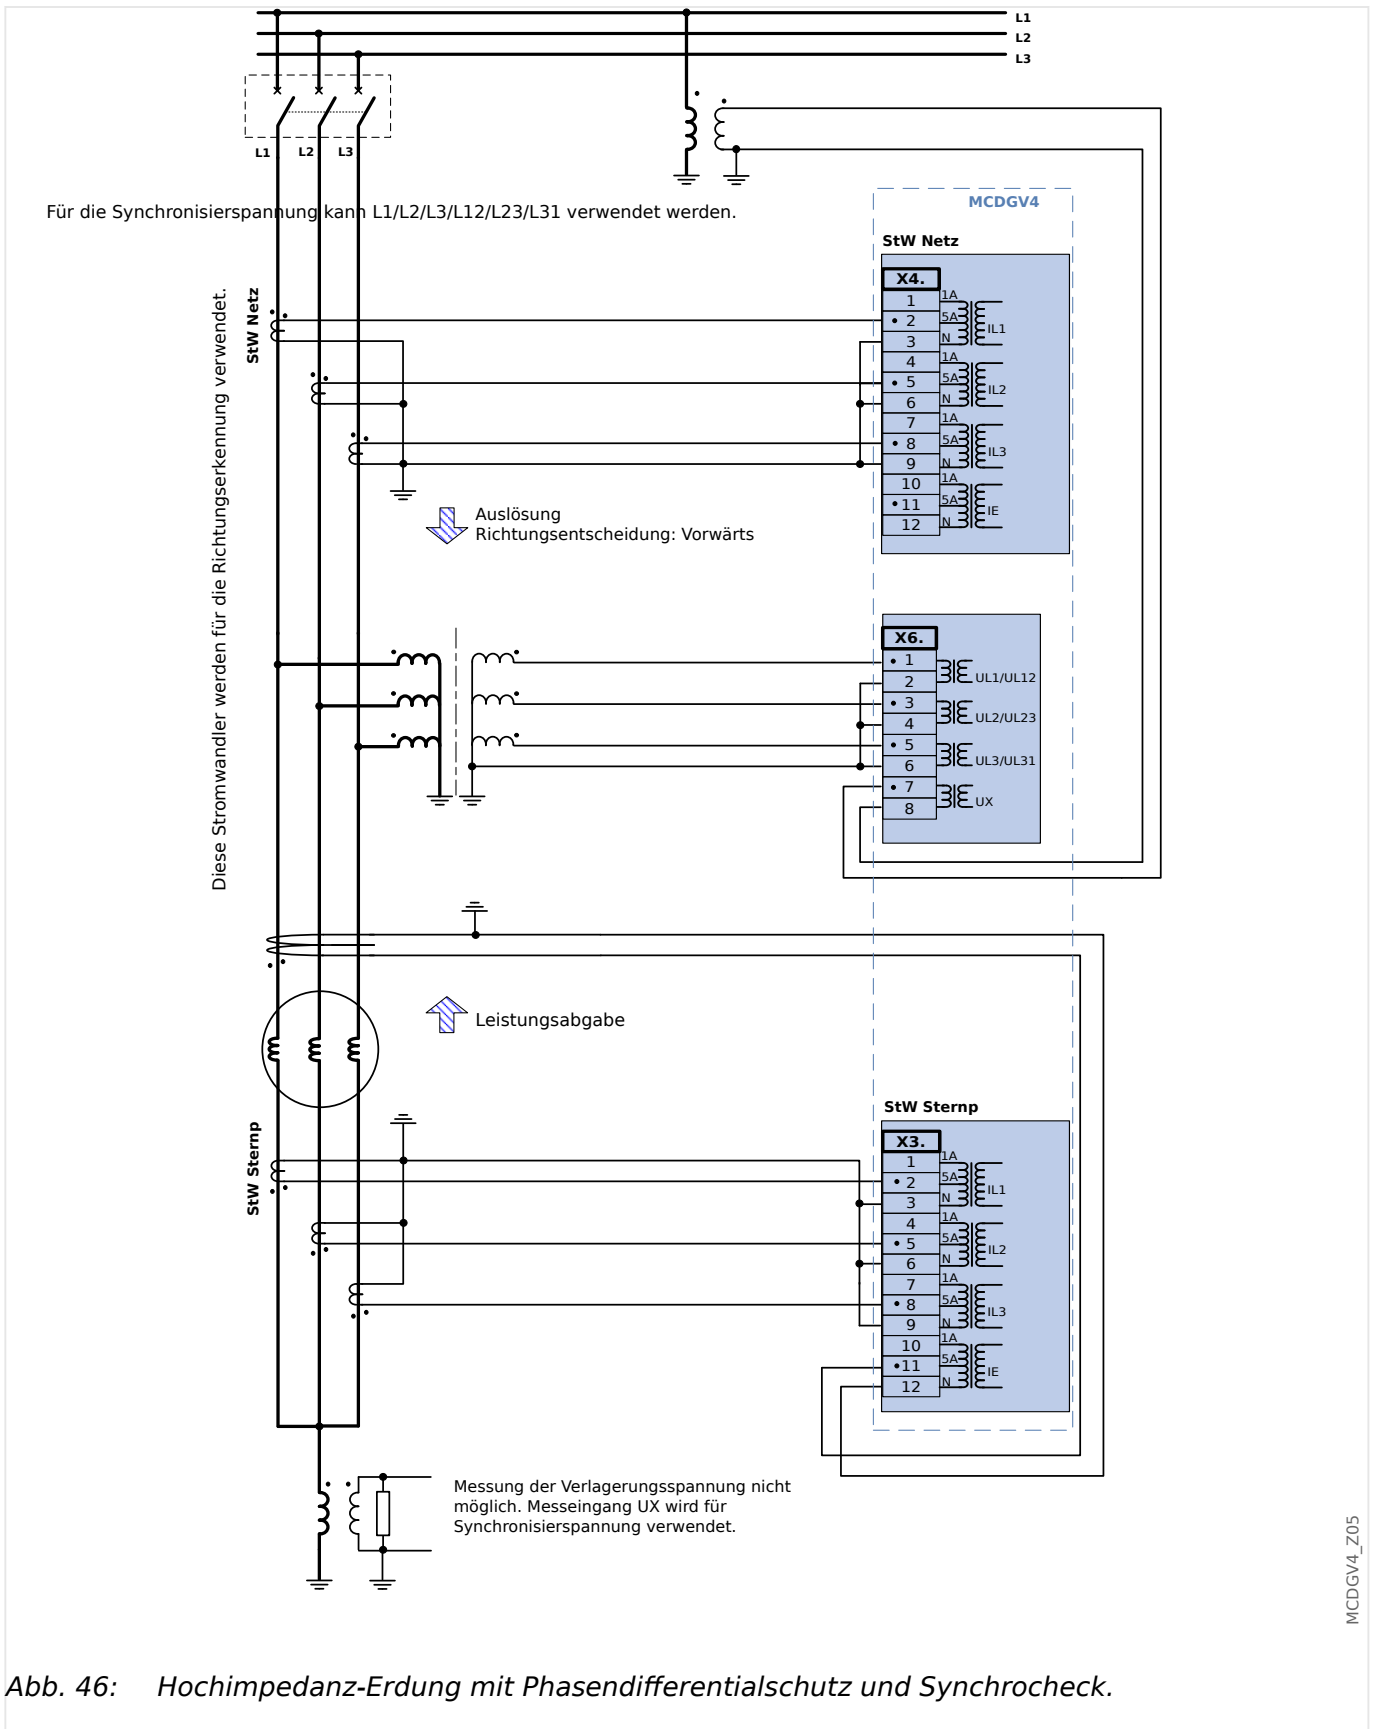 L1
L2
L3
L1 L2 L3
Für die Synchronisierspannung kann L1/L2/L3/L12/L23/L31 verwendet werden.
MCDGV4
StW Netz
X4.
1 1A
2 5A IL1
3 N
4 1A
5 5A IL2
6 N
7 1A
8 5A IL3
9 N
10 1A
11 5A IE
12 N
StW Netz
Diese Stromwandler werden für die Richtungserkennung verwendet.
Auslösung
Richtungsentscheidung: Vorwärts
X6.
1
2 UL1/UL12
3
4 UL2/UL23
5
6 UL3/UL31
7
8 UX
Leistungsabgabe
StW Sternp
StW Sternp
X3.
1 1A
2 5A IL1
3 N
4 1A
5 5A IL2
6 N
7 1A
8 5A IL3
9 N
10 1A
11 5A IE
12 N
Messung der Verlagerungsspannung nicht
möglich. Messeingang UX wird für
Synchronisierspannung verwendet.
MCDGV4_Z05
Abb. 46: Hochimpedanz-Erdung mit Phasendifferentialschutz und Synchrocheck.